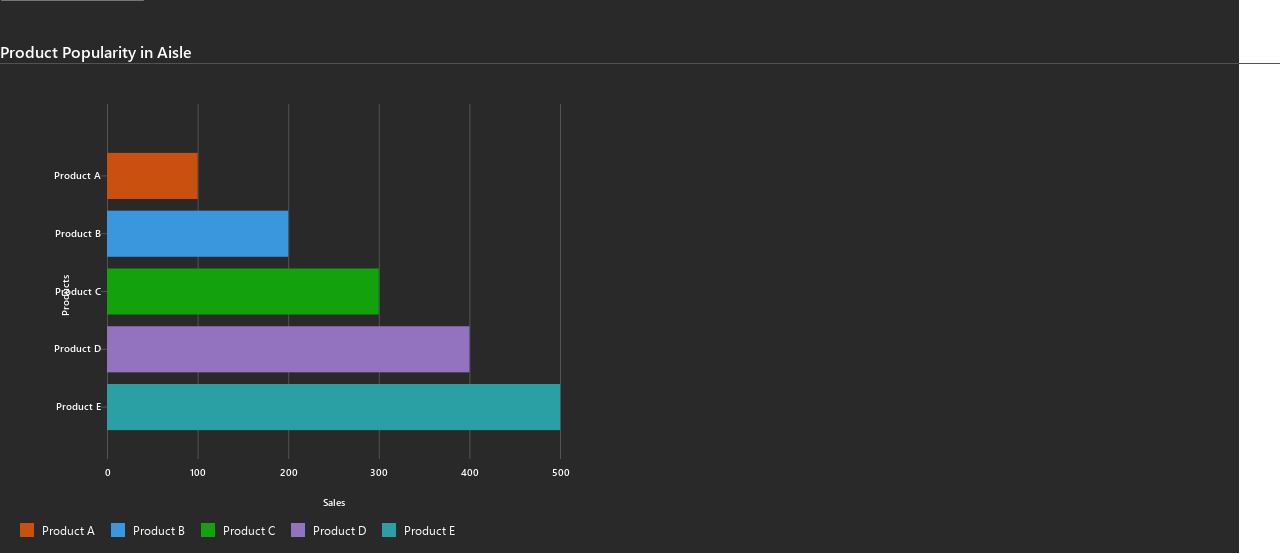 Product Popularity in Aisle
Product A
Product B
Product C
Products
Product D
Product E
0 100 200 300 400 500
Sales
Product A Product B Product C Product D Product E